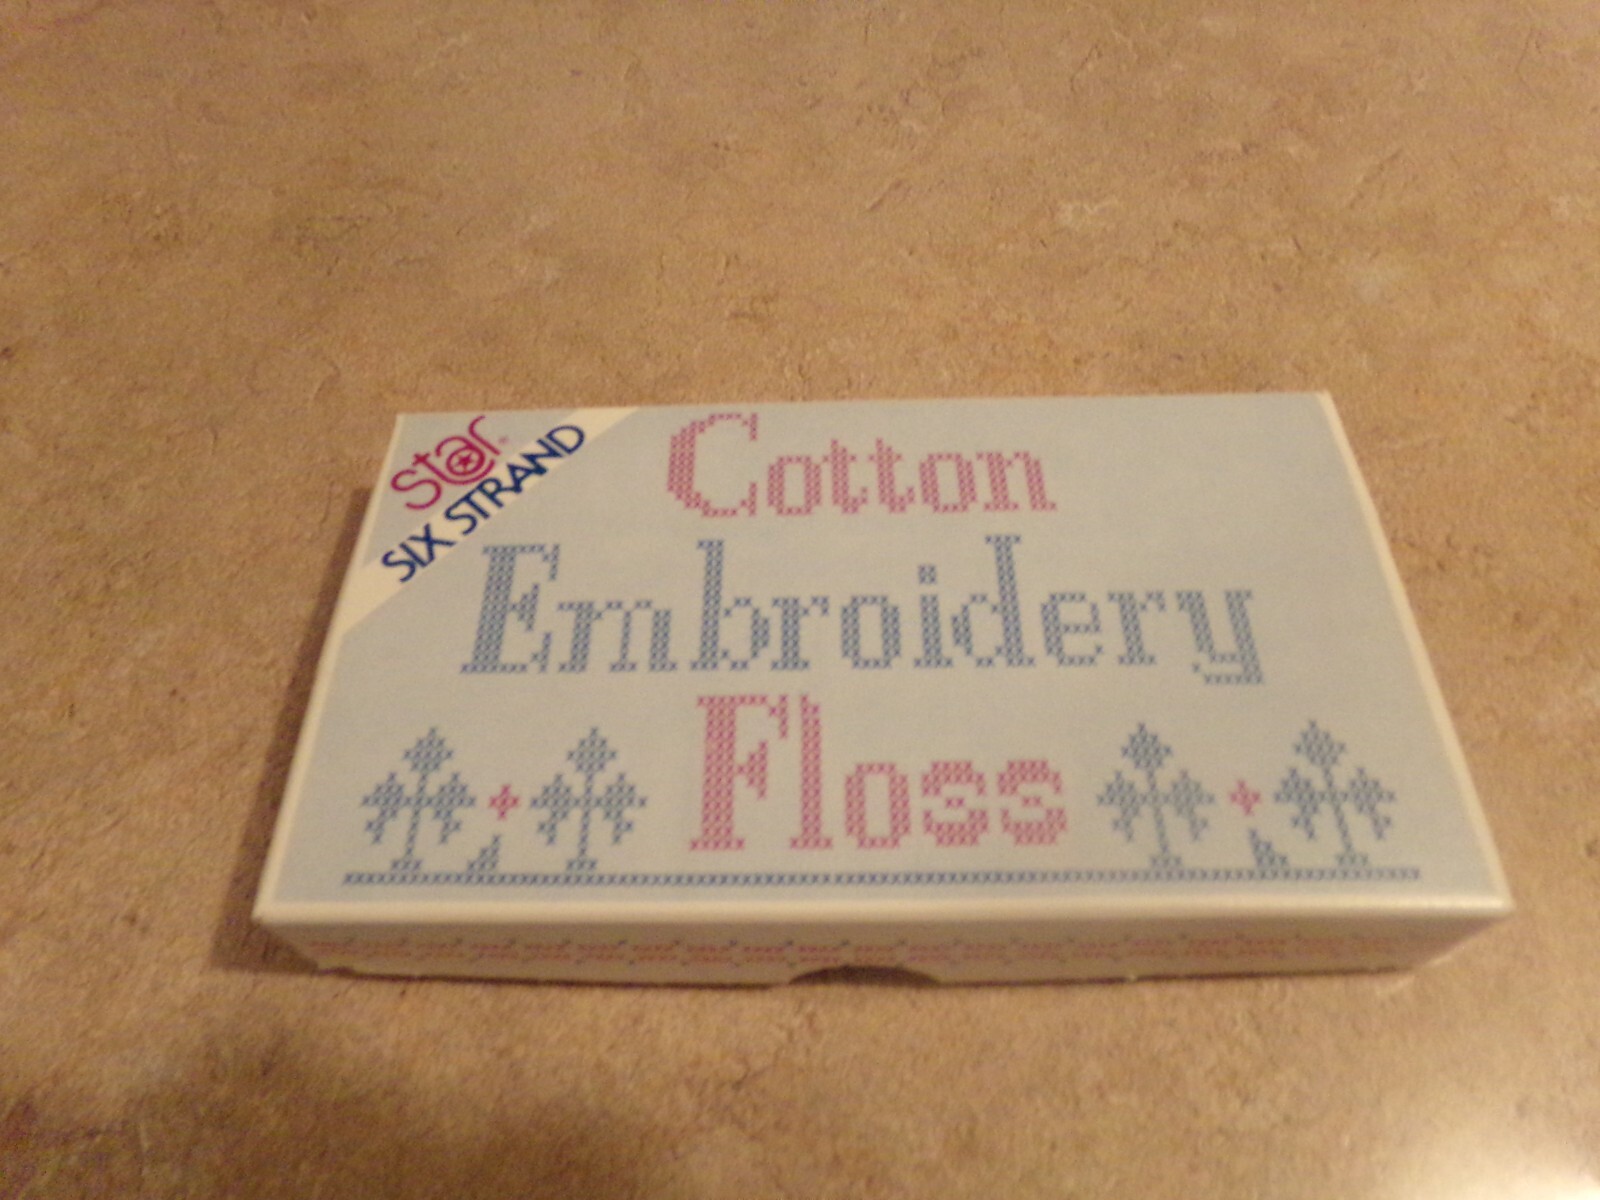 Star®
SIX STRAND
Cotton
Embroidery
Floss